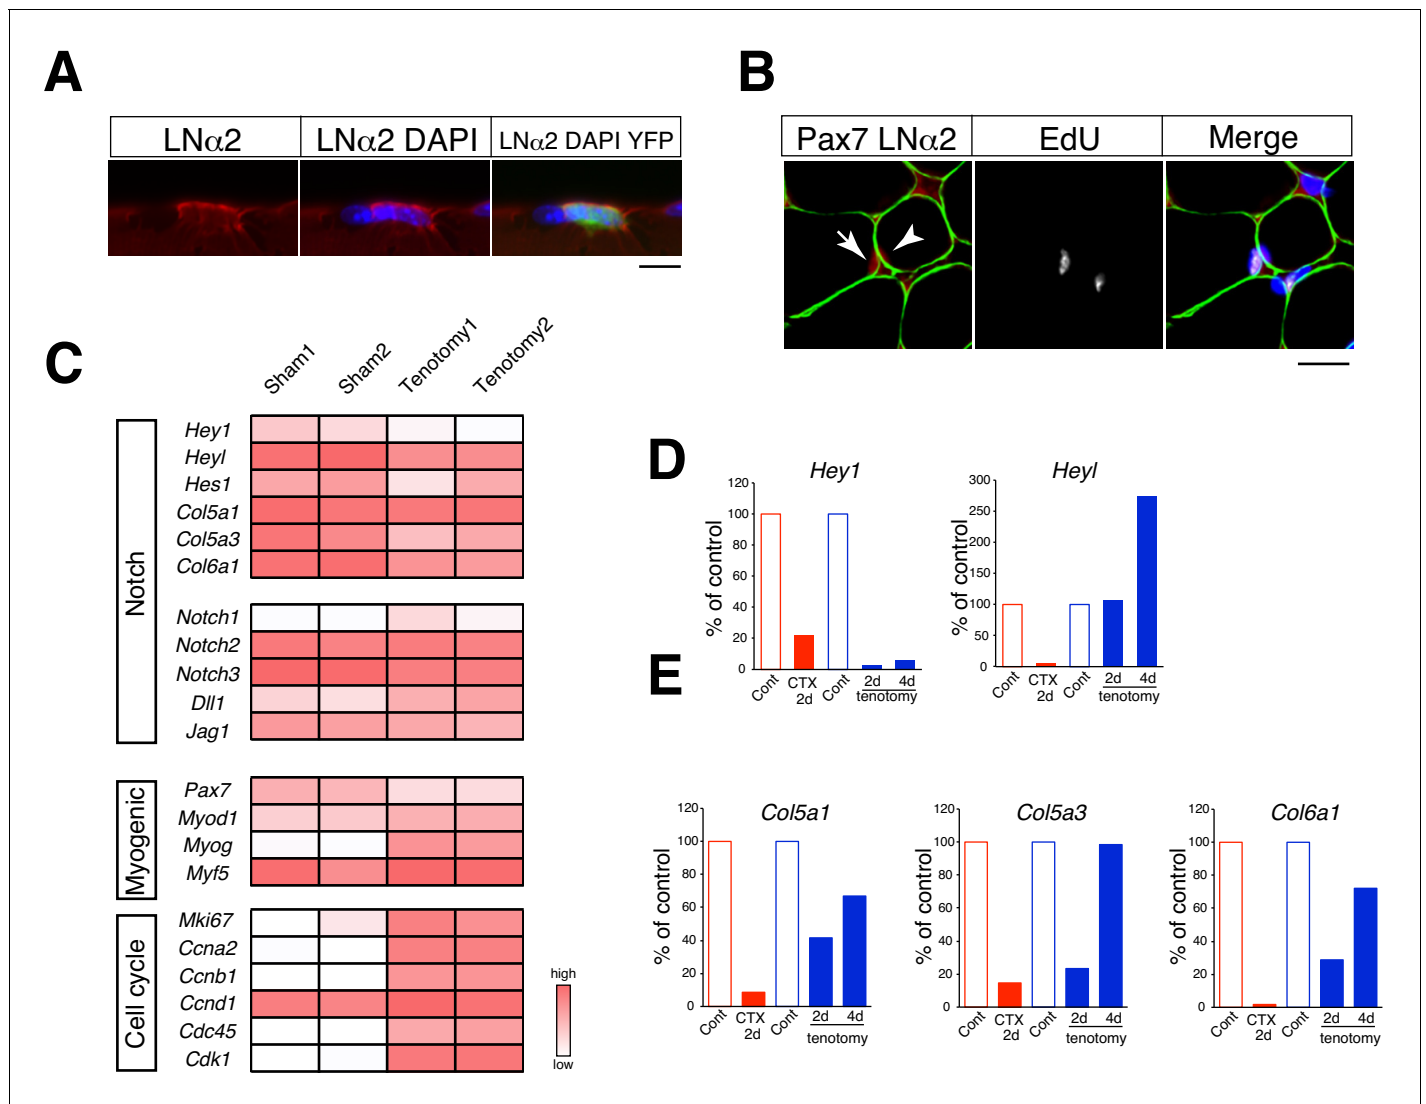 A
LNα2
LNα2 DAPI
LNα2 DAPI YFP
B
Pax7 LNα2
EdU
Merge
C
Sham1
Sham2
Tenotomy1
Tenotomy2
Notch
Hey1
Heyl
Hes1
Col5a1
Col5a3
Col6a1
Notch1
Notch2
Notch3
Dll1
Jag1
Myogenic
Pax7
Myod1
Myog
Myf5
Cell cycle
Mki67
Ccna2
Ccnb1
Ccnd1
Cdc45
Cdk1
high
low
D
Hey1
% of control
120
100
80
60
40
20
0
Cont
CTX
2d
Cont
2d
4d
tenotomy
Heyl
% of control
300
250
200
150
100
50
0
Cont
CTX
2d
Cont
2d
4d
tenotomy
E
Col5a1
% of control
120
100
80
60
40
20
0
Cont
CTX
2d
Cont
2d
4d
tenotomy
Col5a3
% of control
120
100
80
60
40
20
0
Cont
CTX
2d
Cont
2d
4d
tenotomy
Col6a1
% of control
120
100
80
60
40
20
0
Cont
CTX
2d
Cont
2d
4d
tenotomy